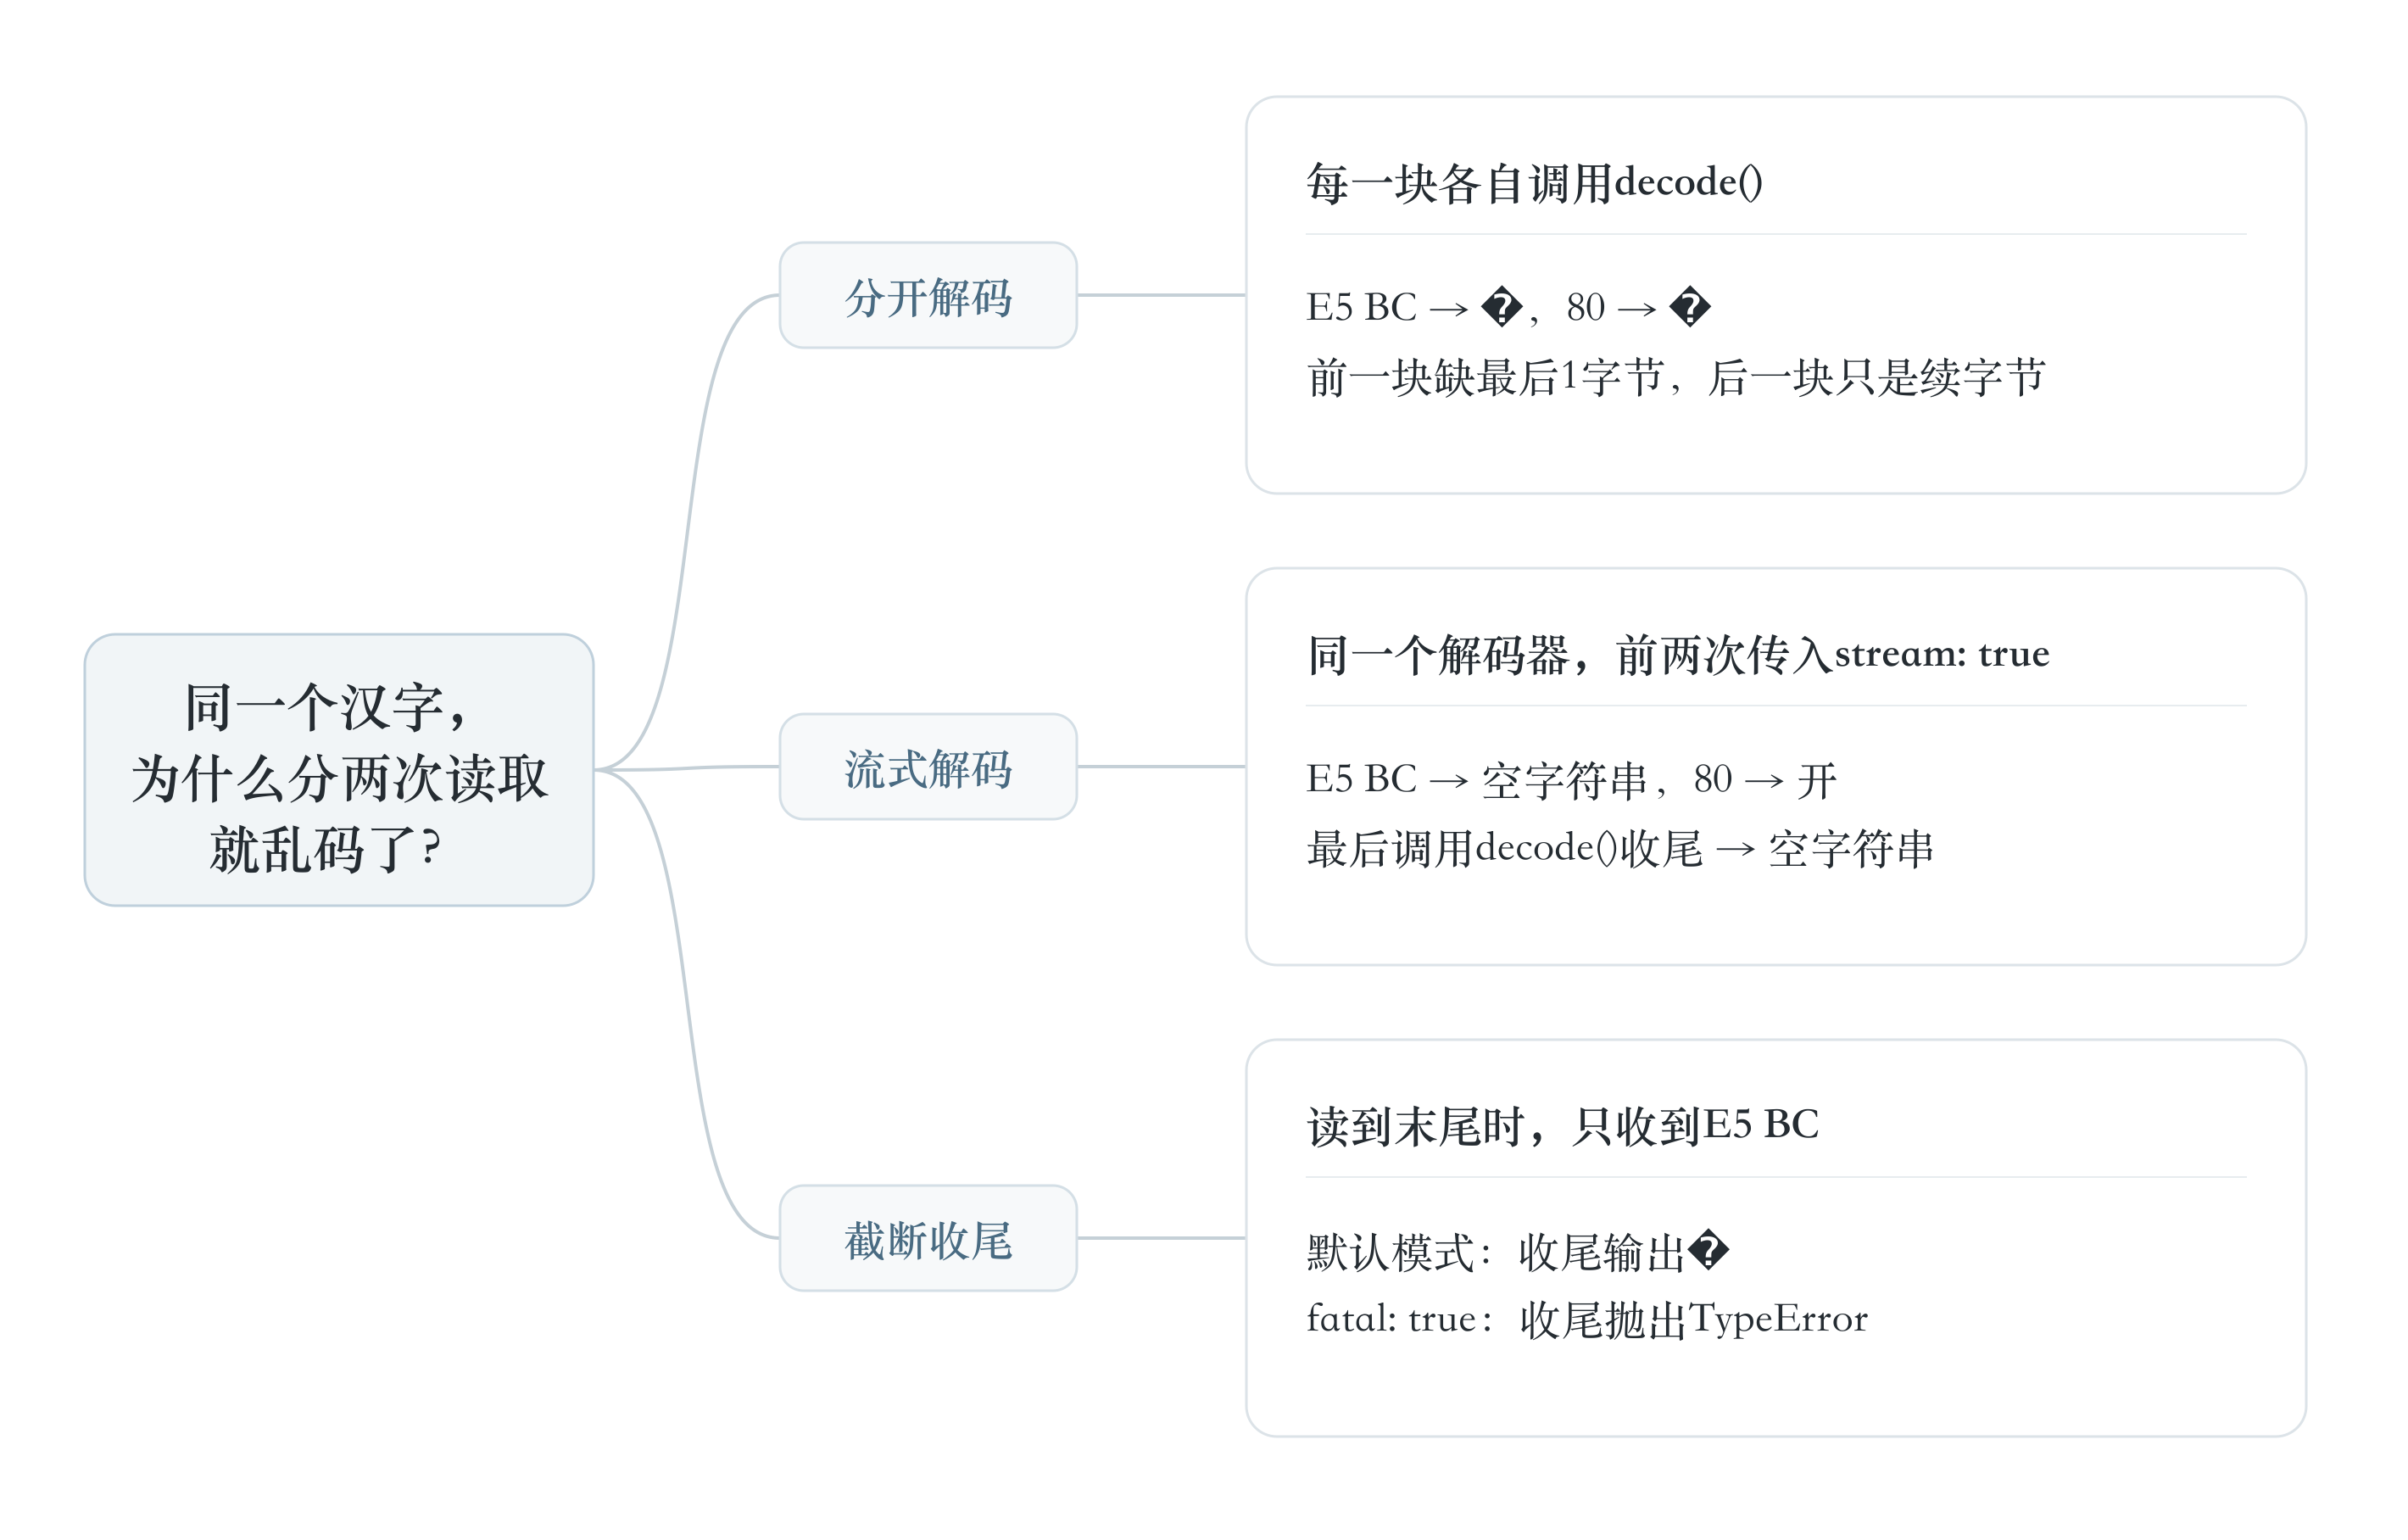 同一个汉字，
为什么分两次读取
就乱码了？
分开解码
每一块各自调用decode()
E5 BC → �，80 → �
前一块缺最后1字节，后一块只是续字节
流式解码
同一个解码器，前两次传入stream: true
E5 BC → 空字符串，80 → 开
最后调用decode()收尾 → 空字符串
截断收尾
读到末尾时，只收到E5 BC
默认模式：收尾输出�
fatal: true：收尾抛出TypeError